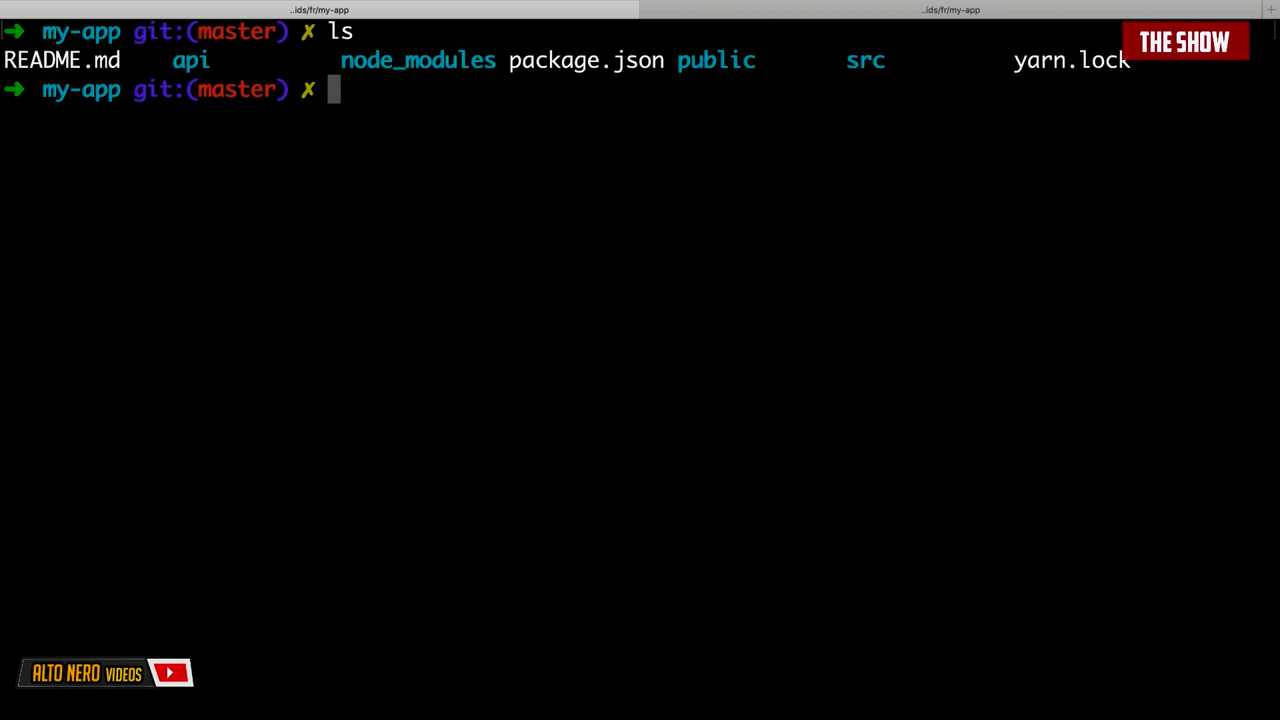 ..ids/fr/my-app ..ids/fr/my-app +
➜ my-app git:(master) ✗ ls
THE SHOW
README.md api node_modules package.json public src yarn.lock
➜ my-app git:(master) ✗
ALTO NERO VIDEOS